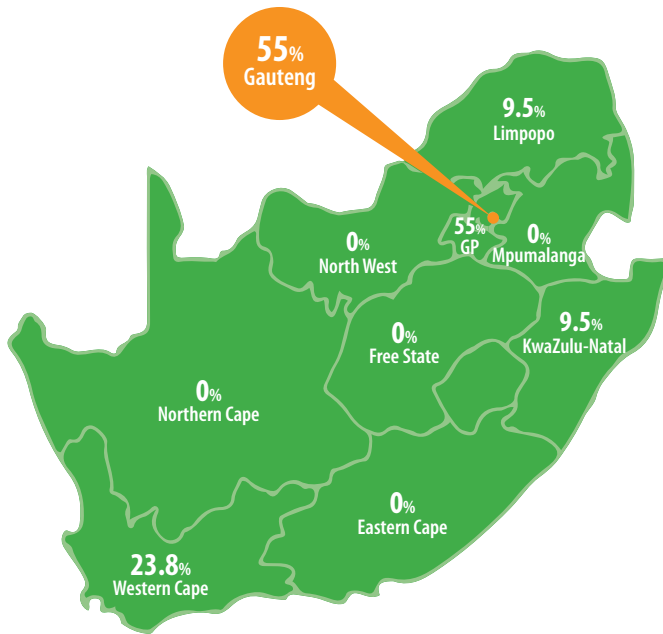 55%
Gauteng
9.5%
Limpopo
55%
GP
0%
Mpumalanga
0%
North West
9.5%
KwaZulu-Natal
0%
Free State
0%
Northern Cape
0%
Eastern Cape
23.8%
Western Cape